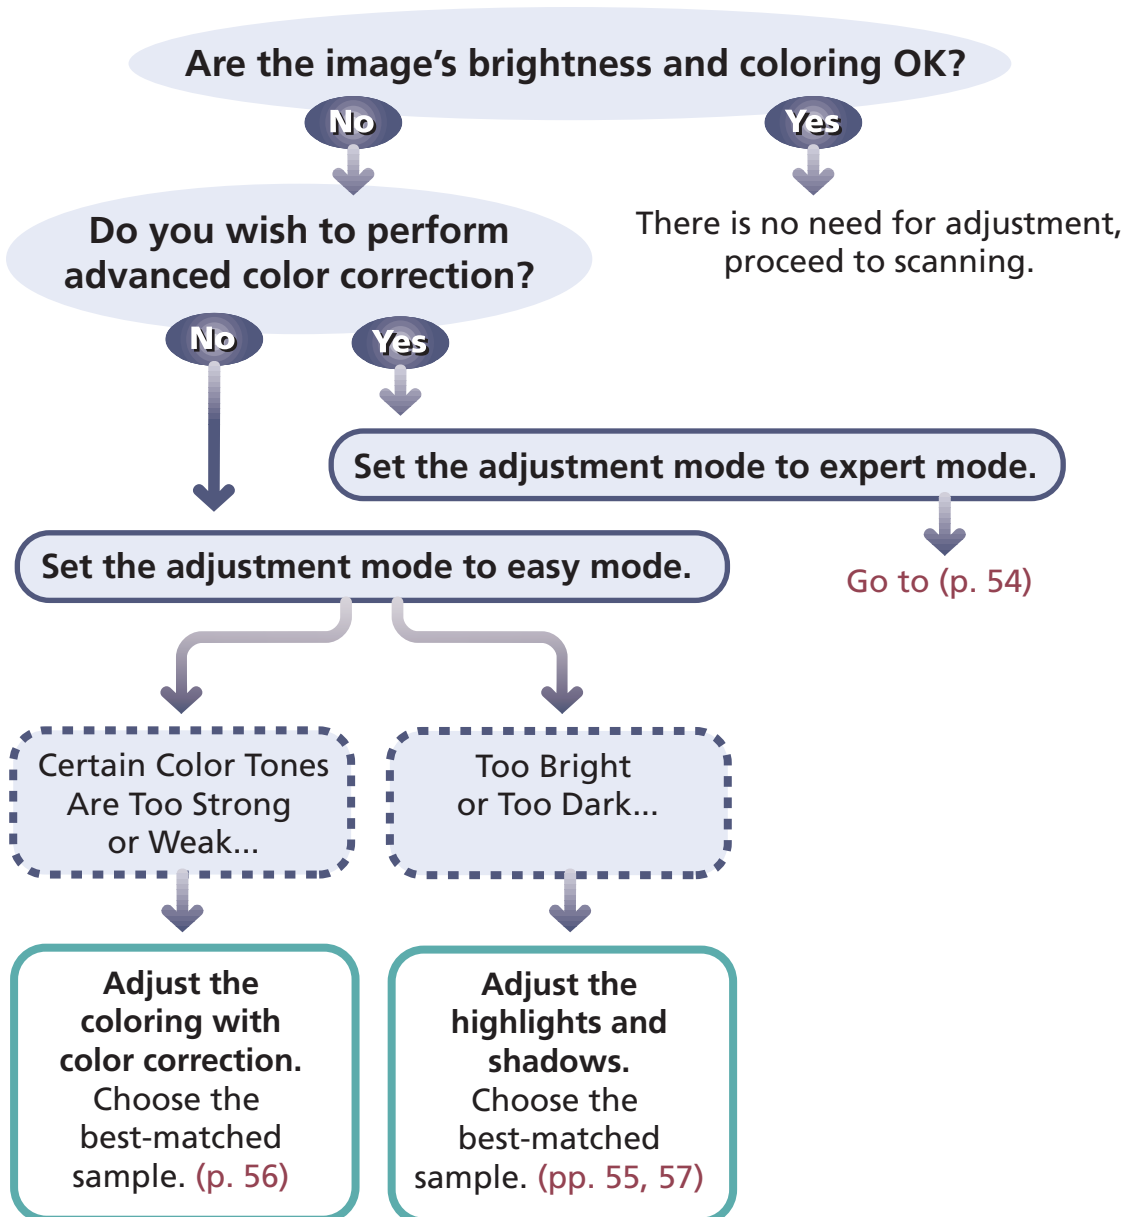 Are the image's brightness and coloring OK?
No
Yes
There is no need for adjustment,
proceed to scanning.
Do you wish to perform
advanced color correction?
No
Yes
Set the adjustment mode to expert mode.
Go to (p. 54)
Set the adjustment mode to easy mode.
Certain Color Tones
Are Too Strong
or Weak...
Too Bright
or Too Dark...
Adjust the
coloring with
color correction.
Choose the
best-matched
sample. (p. 56)
Adjust the
highlights and
shadows.
Choose the
best-matched
sample. (pp. 55, 57)